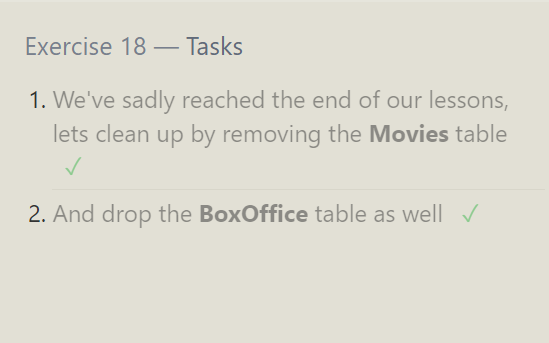 Exercise 18 — Tasks
1. We've sadly reached the end of our lessons,
lets clean up by removing the Movies table
✓
2. And drop the BoxOffice table as well ✓